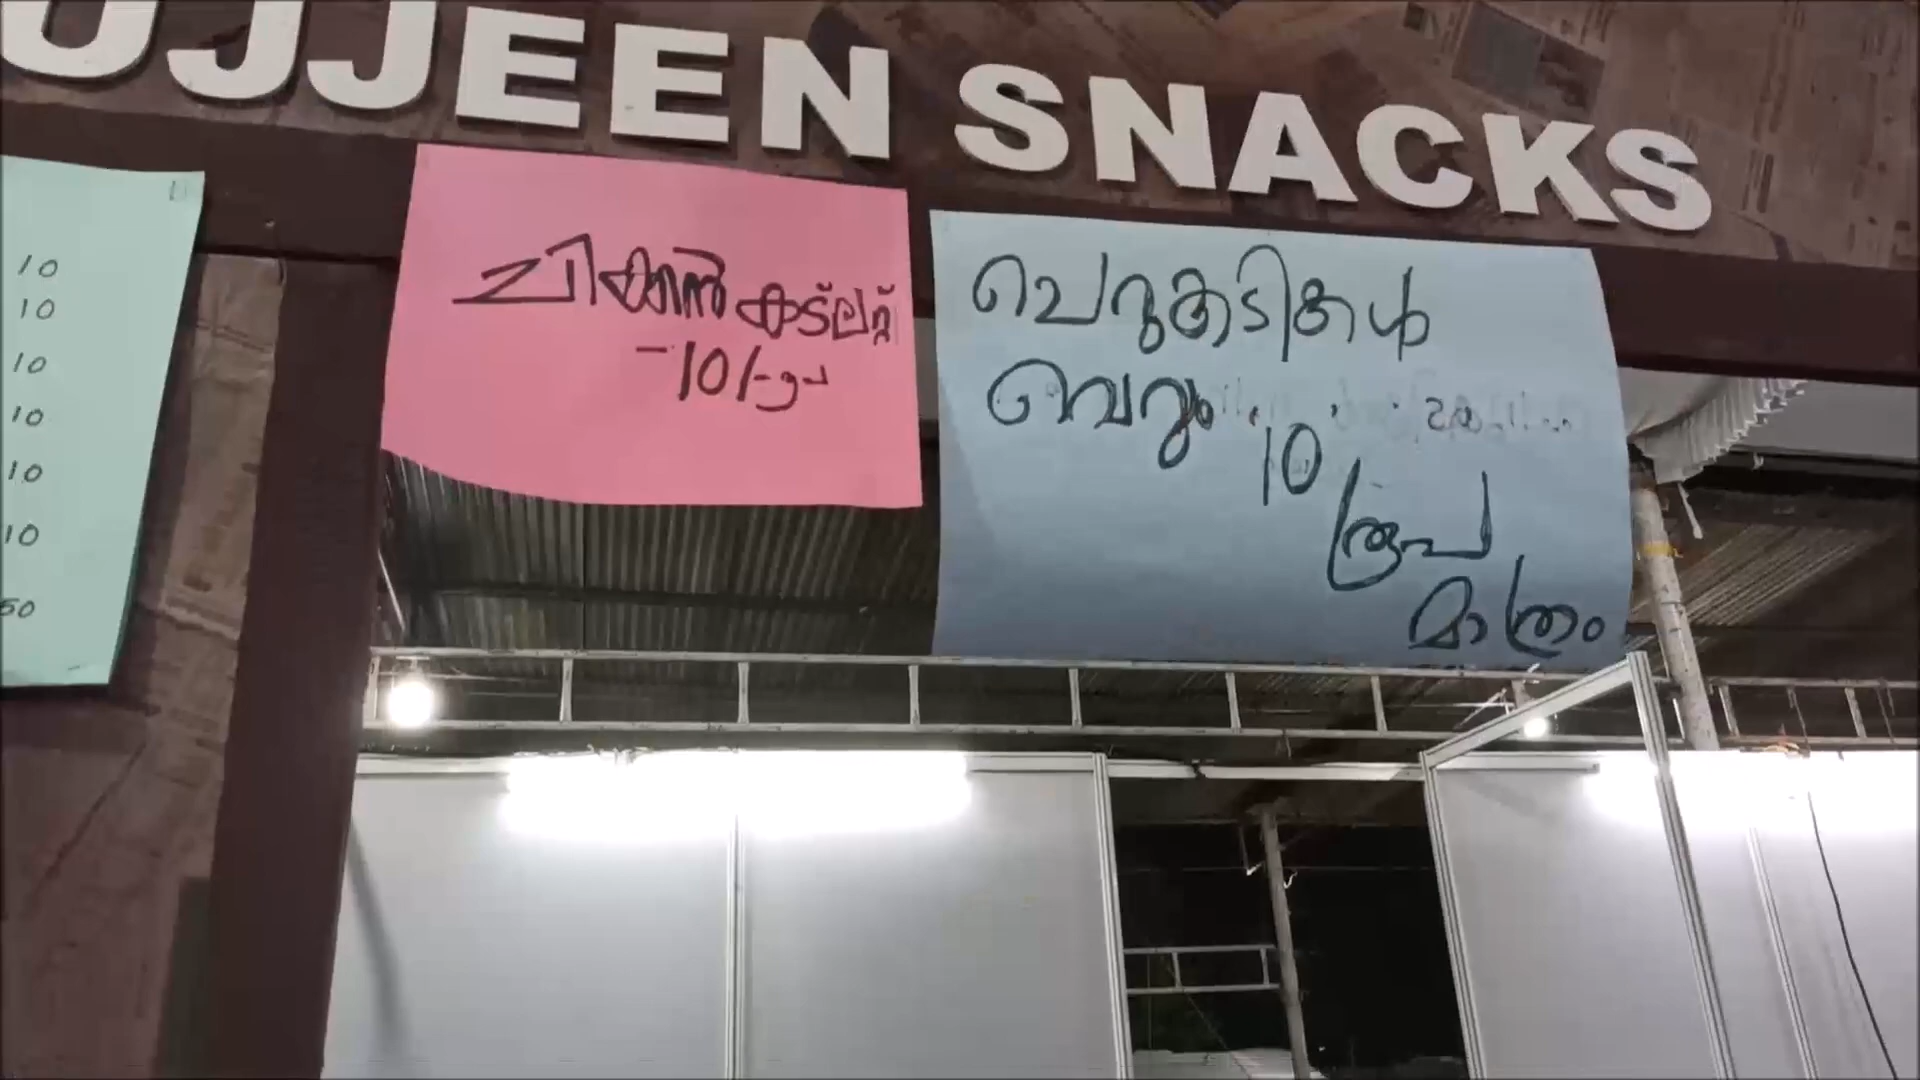 UJJEEN SNACKS
10
10
10
10
10
10
50
ചിക്കൻ കട്ലറ്റ്
-10/-രൂപ
ചെറുകടികൾ
വെറും
10
രൂപ
മാത്രം